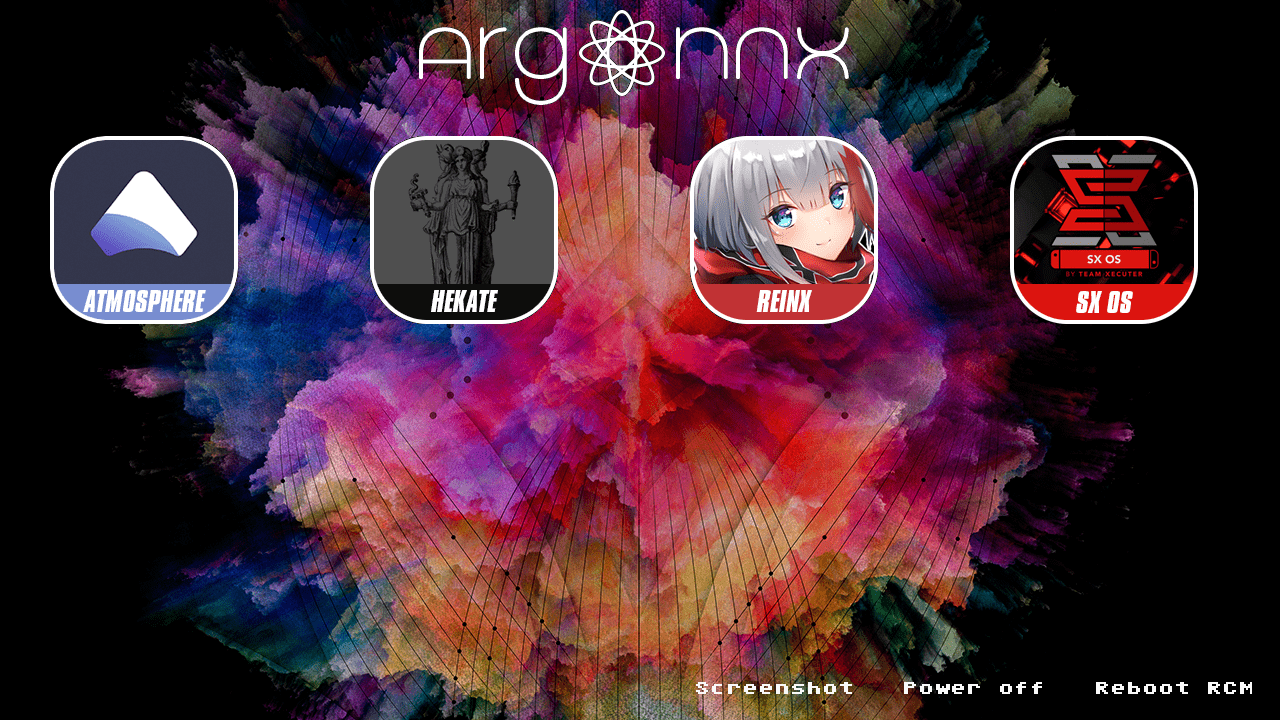 ArgOnnx
ATMOSPHERE
HEKATE
REINX
SX OS
BY TEAM XECUTER
SX OS
Screenshot Power off Reboot RCM